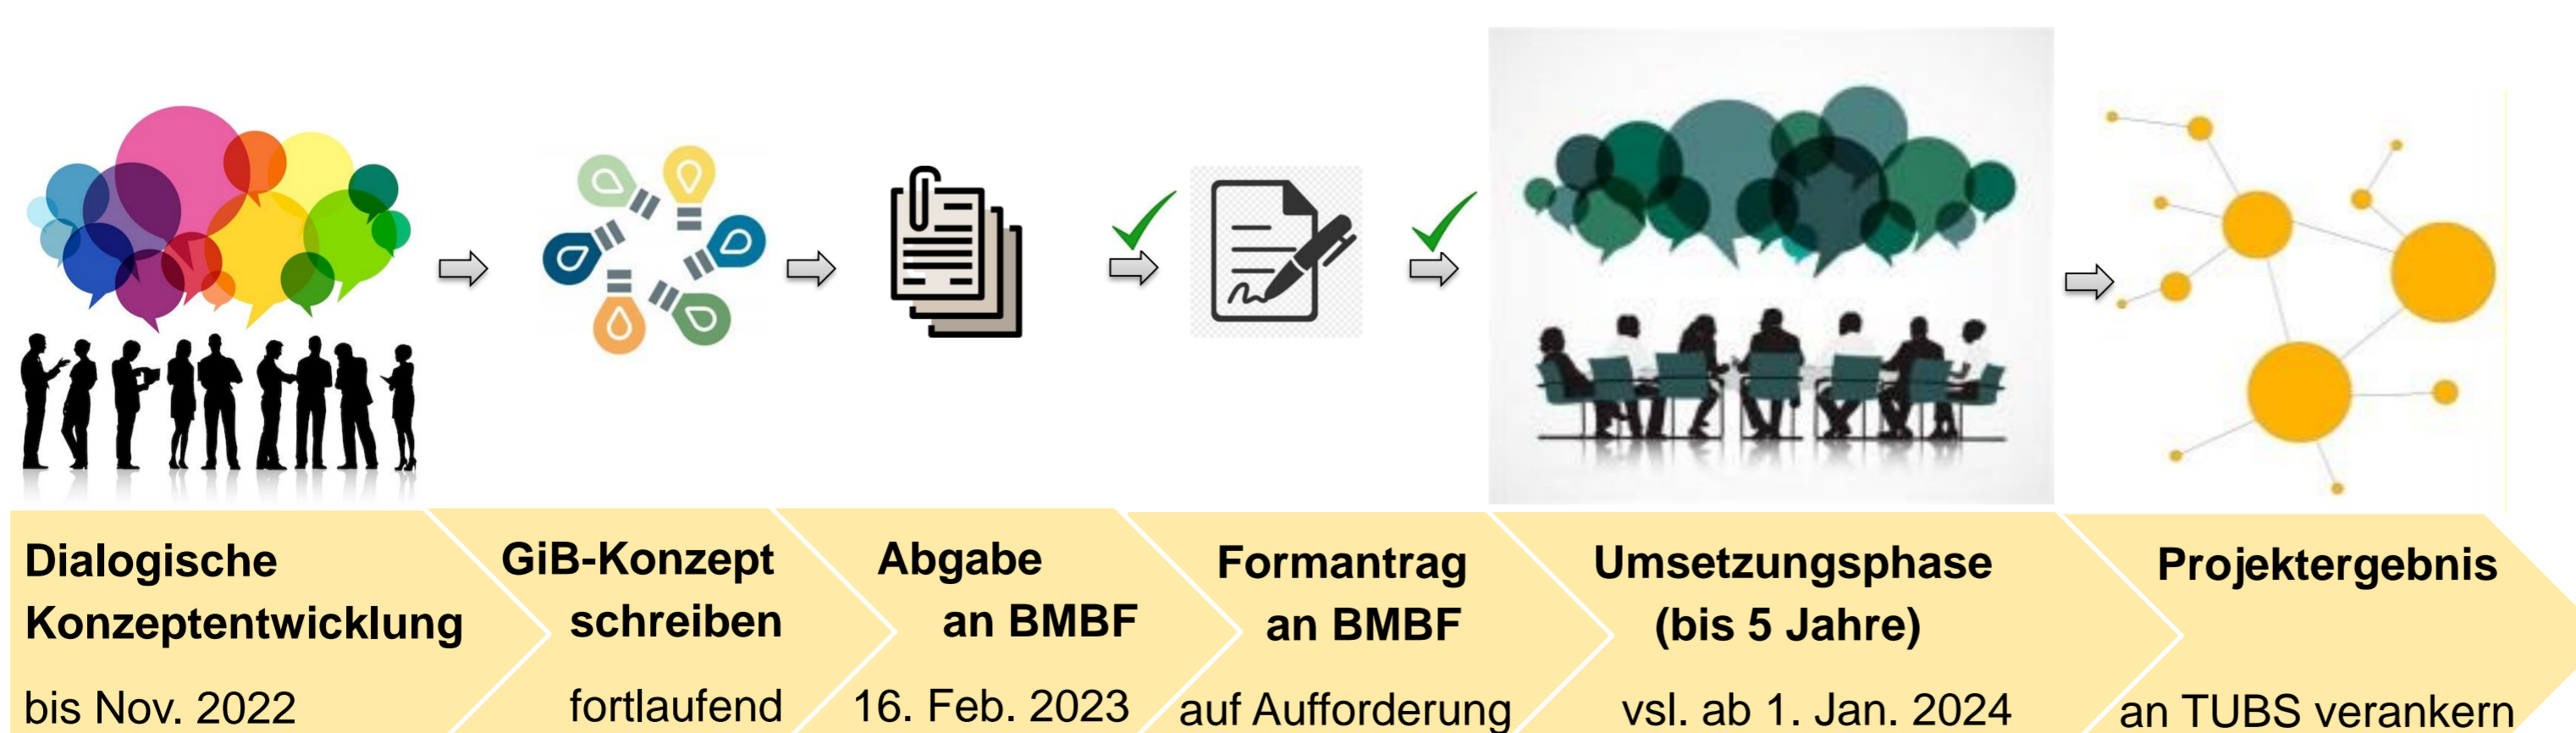 Dialogische
Konzeptentwicklung
bis Nov. 2022
GiB-Konzept
schreiben
fortlaufend
Abgabe
an BMBF
16. Feb. 2023
Formantrag
an BMBF
auf Aufforderung
Umsetzungsphase
(bis 5 Jahre)
vsl. ab 1. Jan. 2024
Projektergebnis
an TUBS verankern